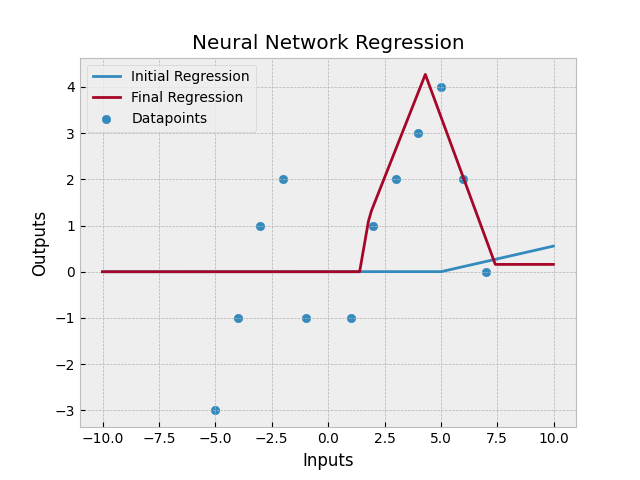 Neural Network Regression
Initial Regression
Final Regression
Datapoints
Outputs
4
3
2
1
0
−1
−2
−3
−10.0 −7.5 −5.0 −2.5 0.0 2.5 5.0 7.5 10.0
Inputs